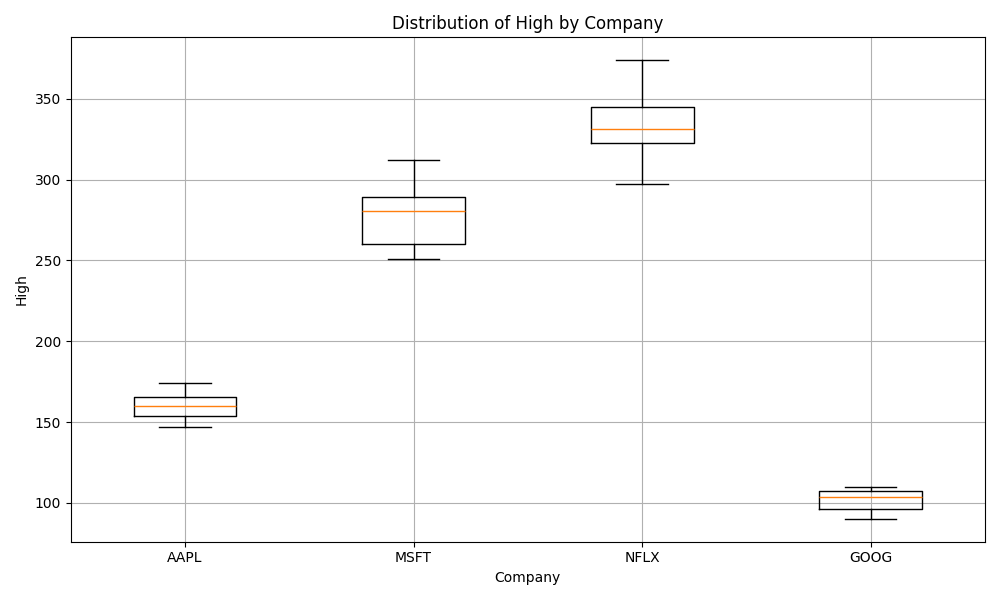 Distribution of High by Company
High
350
300
250
200
150
100
AAPL
MSFT
NFLX
GOOG
Company